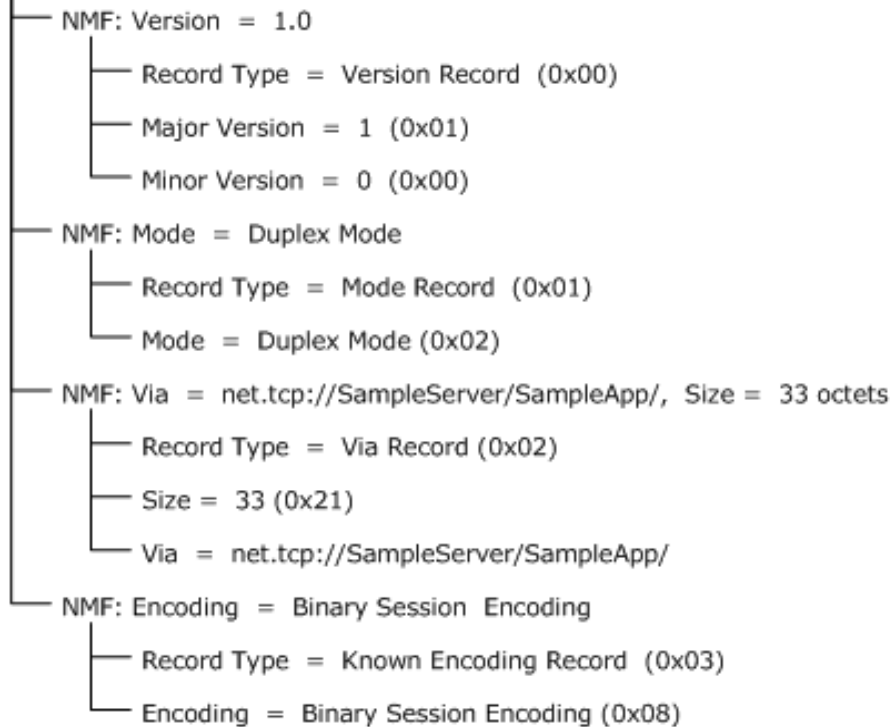 NMF: Version = 1.0
Record Type = Version Record (0x00)
Major Version = 1 (0x01)
Minor Version = 0 (0x00)
NMF: Mode = Duplex Mode
Record Type = Mode Record (0x01)
Mode = Duplex Mode (0x02)
NMF: Via = net.tcp://SampleServer/SampleApp/, Size = 33 octets
Record Type = Via Record (0x02)
Size = 33 (0x21)
Via = net.tcp://SampleServer/SampleApp/
NMF: Encoding = Binary Session Encoding
Record Type = Known Encoding Record (0x03)
Encoding = Binary Session Encoding (0x08)